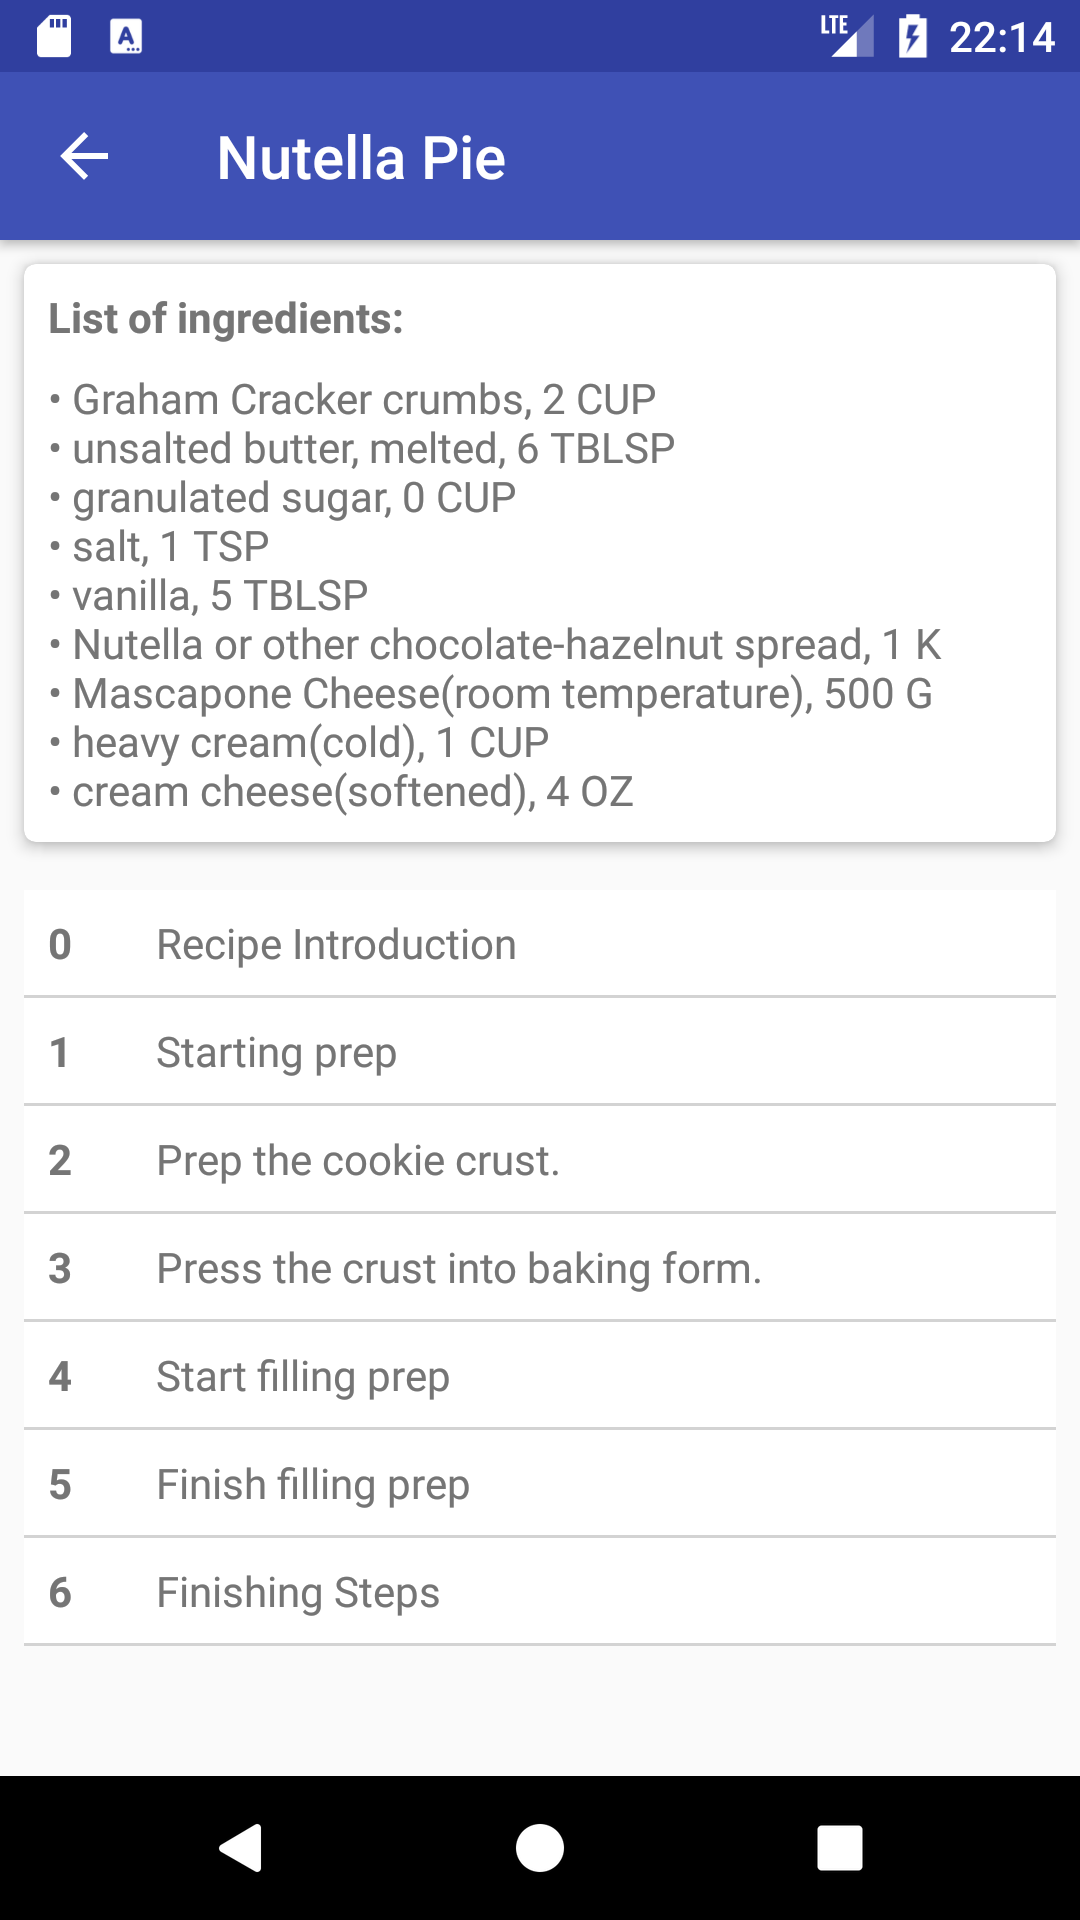 LTE 22:14
Nutella Pie
List of ingredients:
• Graham Cracker crumbs, 2 CUP
• unsalted butter, melted, 6 TBLSP
• granulated sugar, 0 CUP
• salt, 1 TSP
• vanilla, 5 TBLSP
• Nutella or other chocolate-hazelnut spread, 1 K
• Mascapone Cheese(room temperature), 500 G
• heavy cream(cold), 1 CUP
• cream cheese(softened), 4 OZ
0 Recipe Introduction
1 Starting prep
2 Prep the cookie crust.
3 Press the crust into baking form.
4 Start filling prep
5 Finish filling prep
6 Finishing Steps